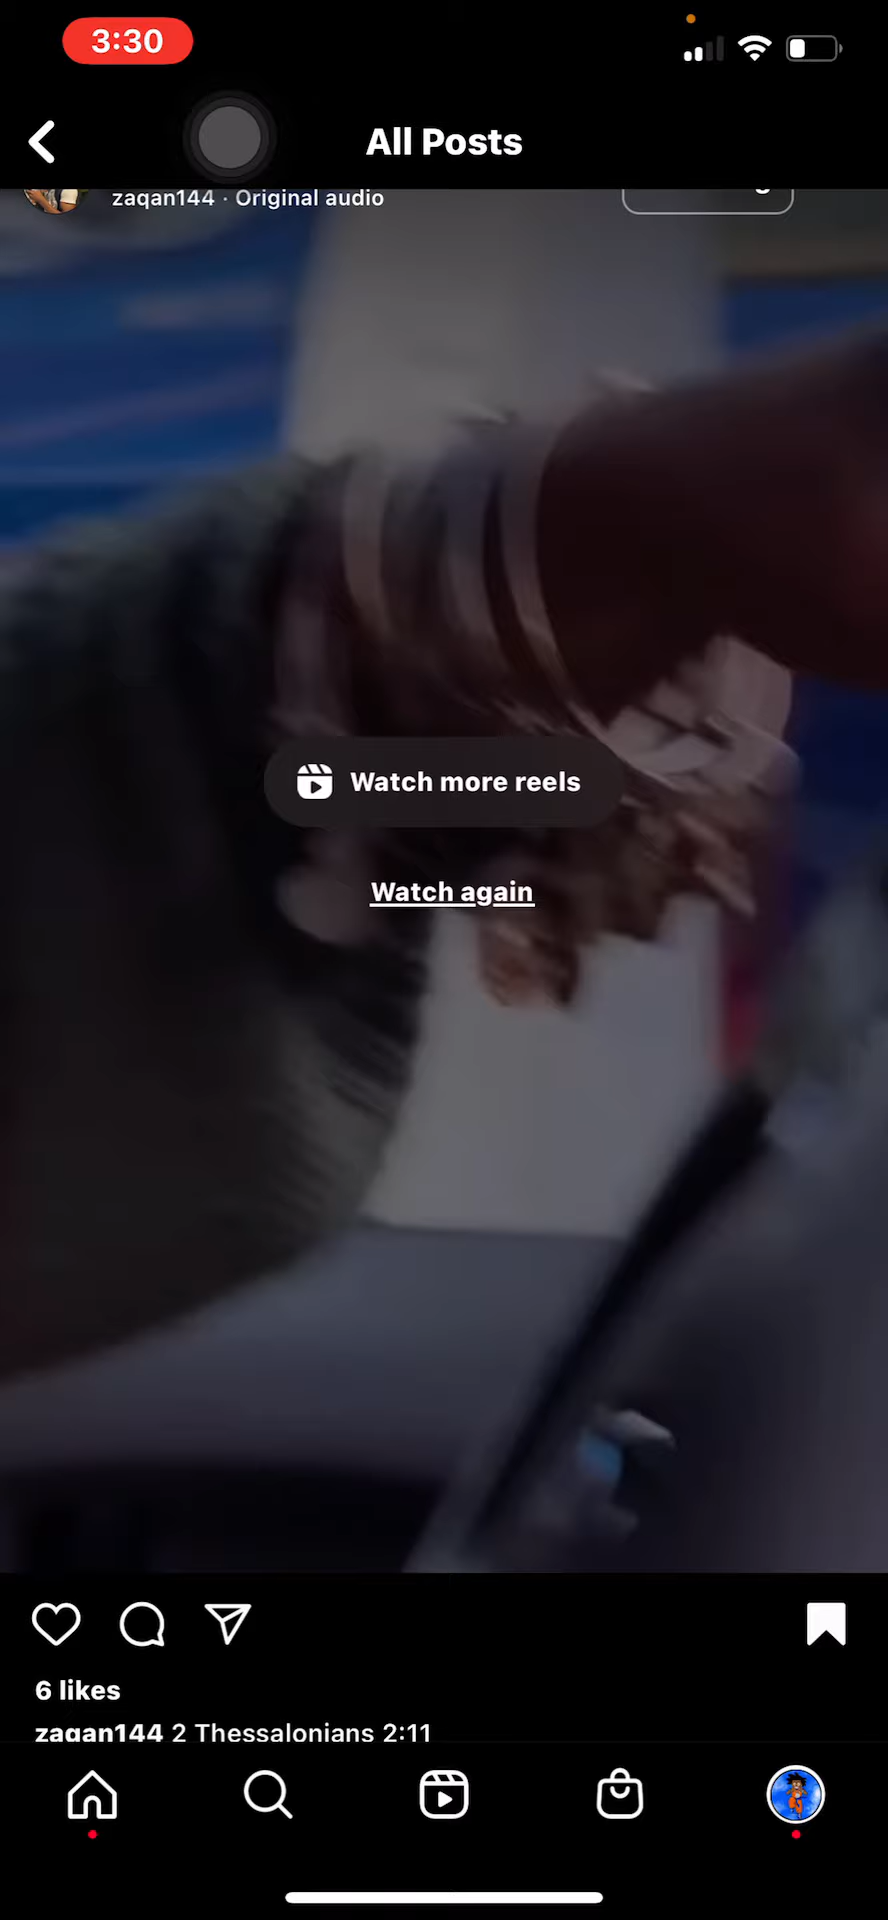 3:30
All Posts
zaqan144 · Original audio
Watch more reels
Watch again
6 likes
zaqan144 2 Thessalonians 2:11